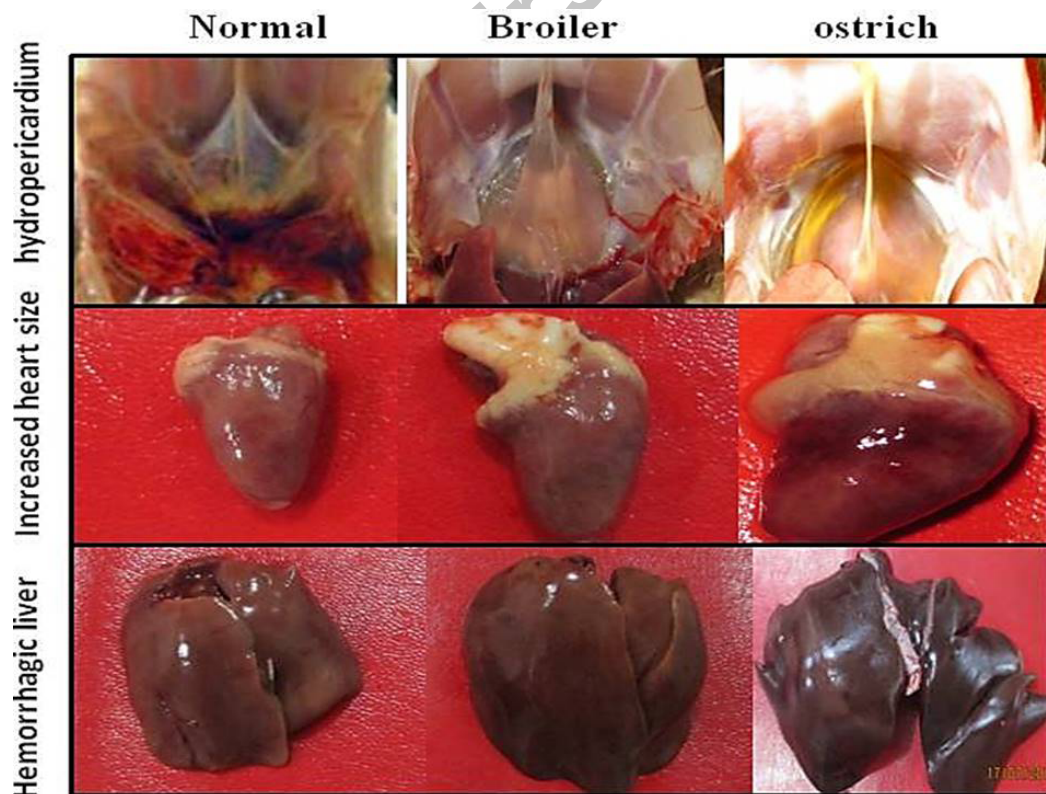 Normal Broiler ostrich
hydropericardium
Increased heart size
Hemorrhagic liver